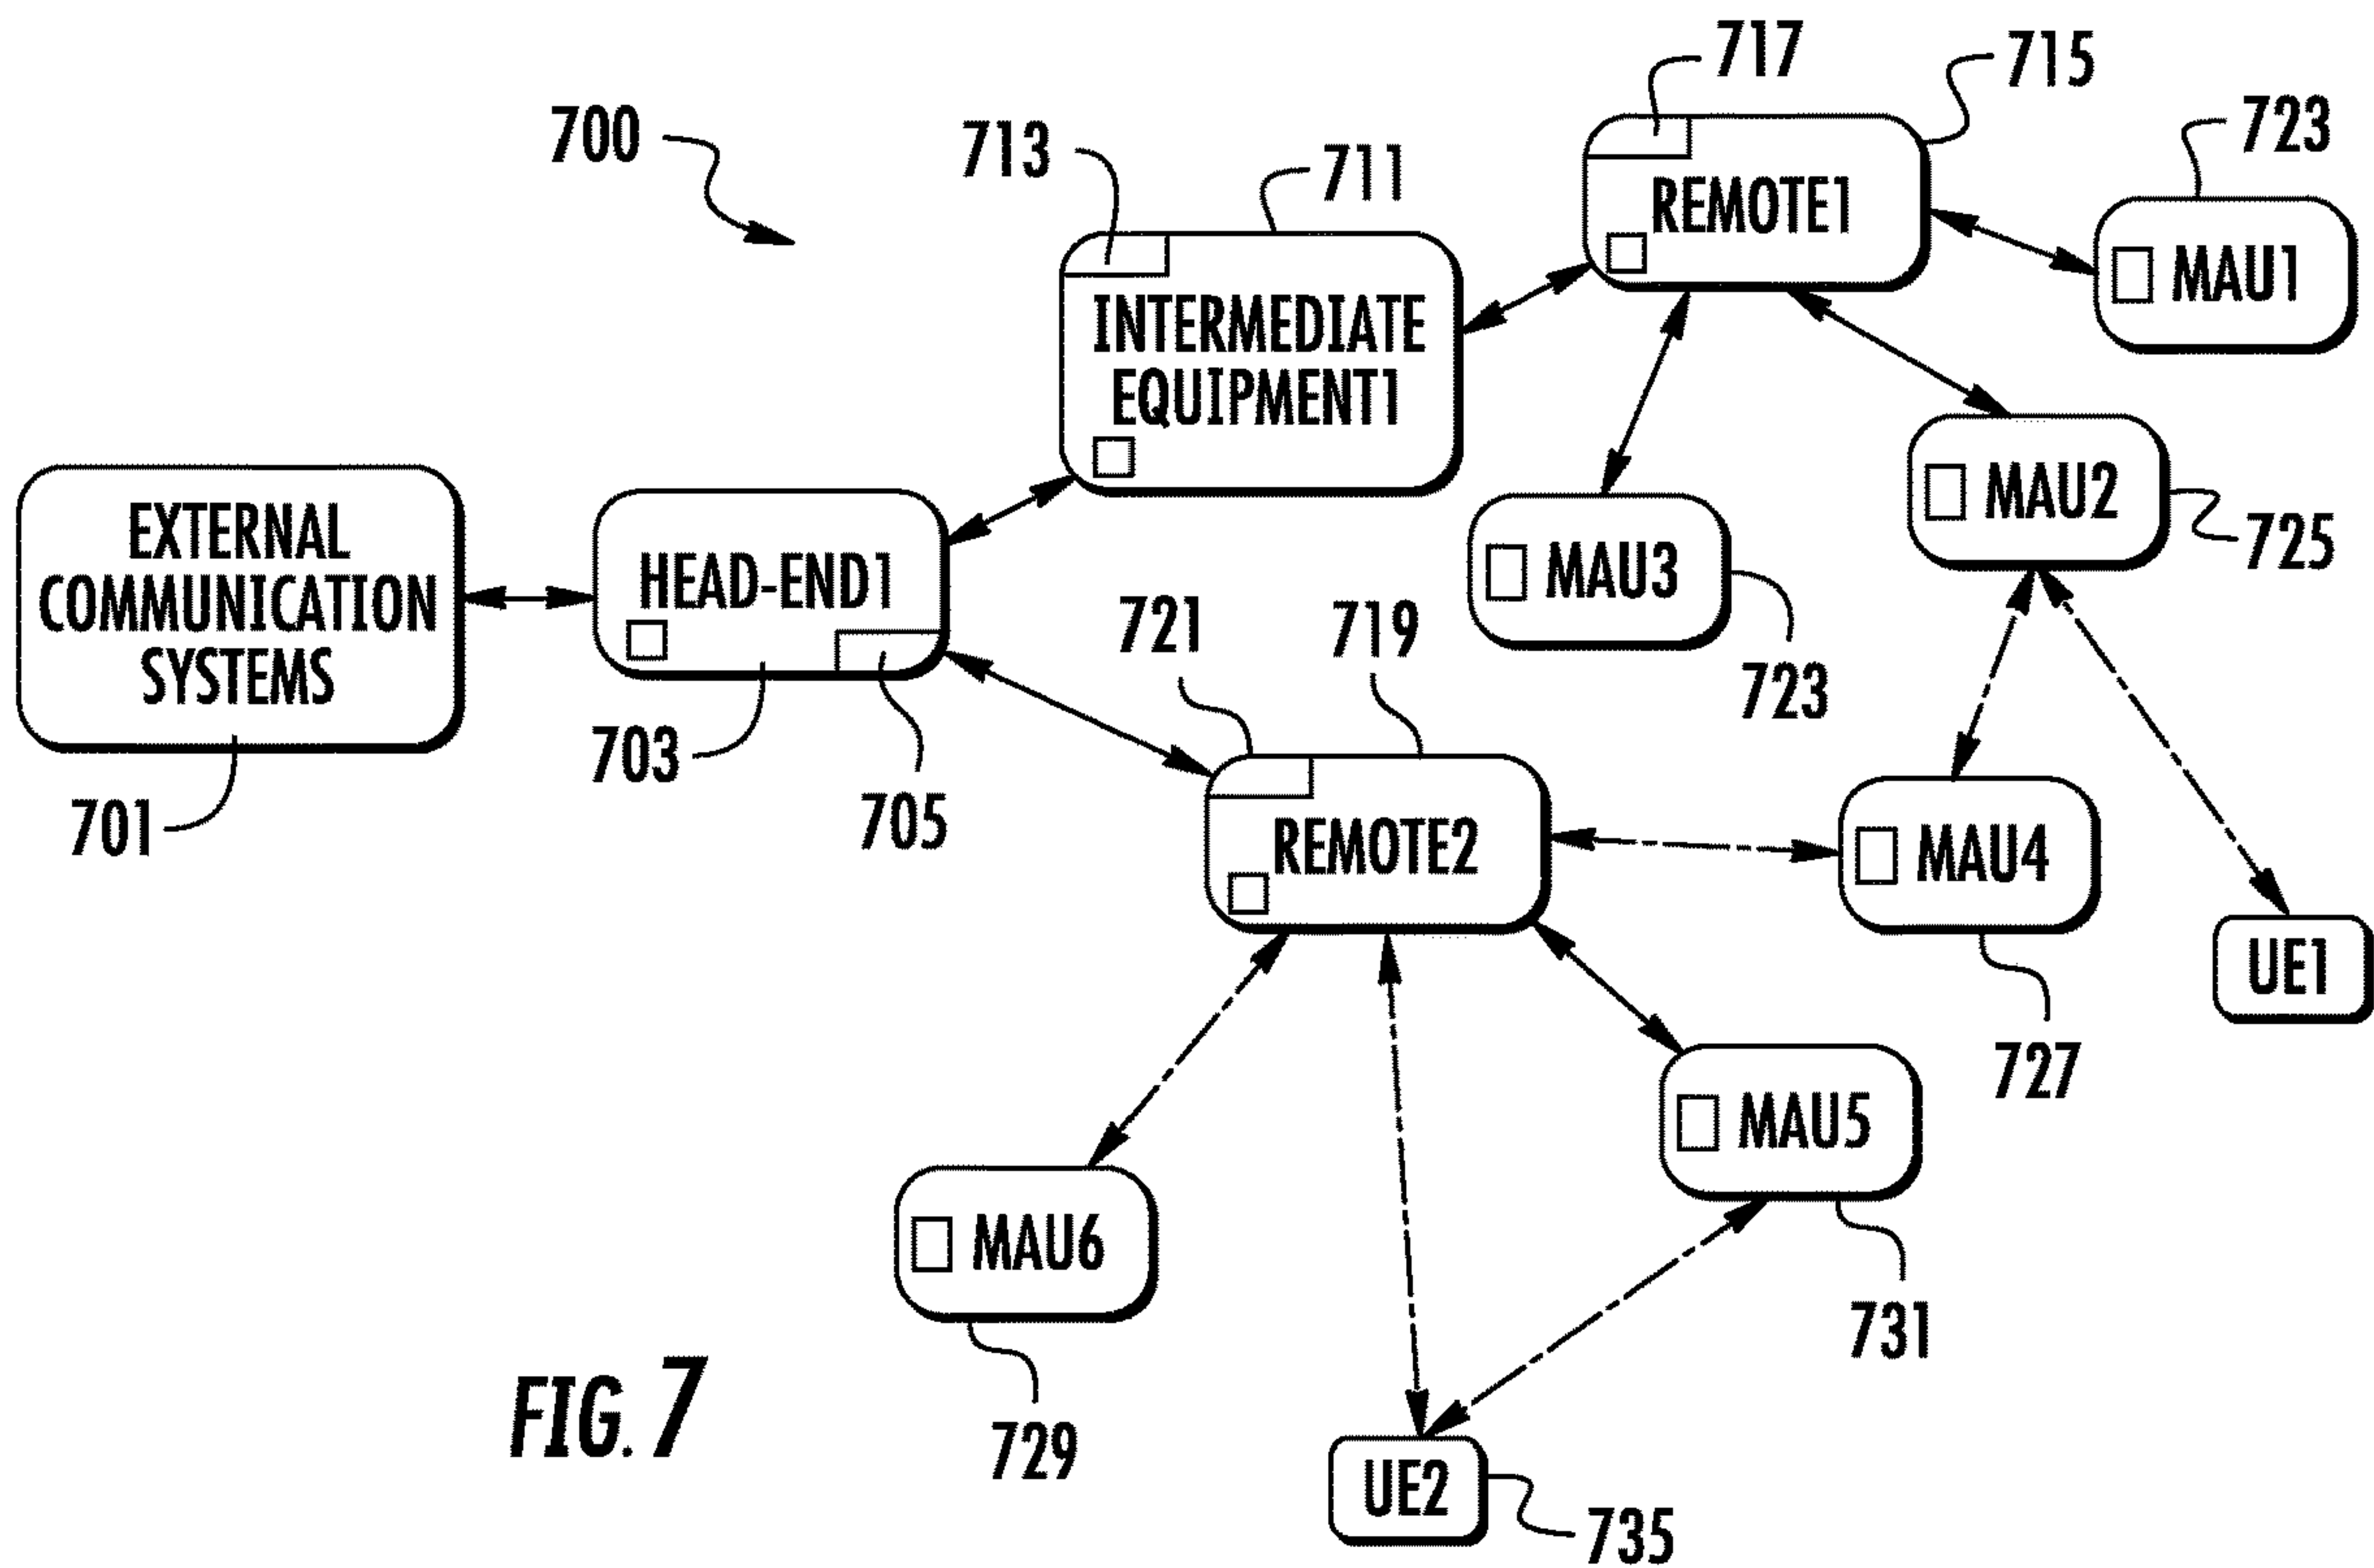 717
715
700
713
711
723
REMOTE1
MAU1
INTERMEDIATE
EQUIPMENT1
MAU2
725
EXTERNAL
COMMUNICATION
SYSTEMS
HEAD-END1
MAU3
723
721
719
703
705
701
REMOTE2
MAU4
UE1
727
MAU5
MAU6
731
729
UE2
735
FIG. 7